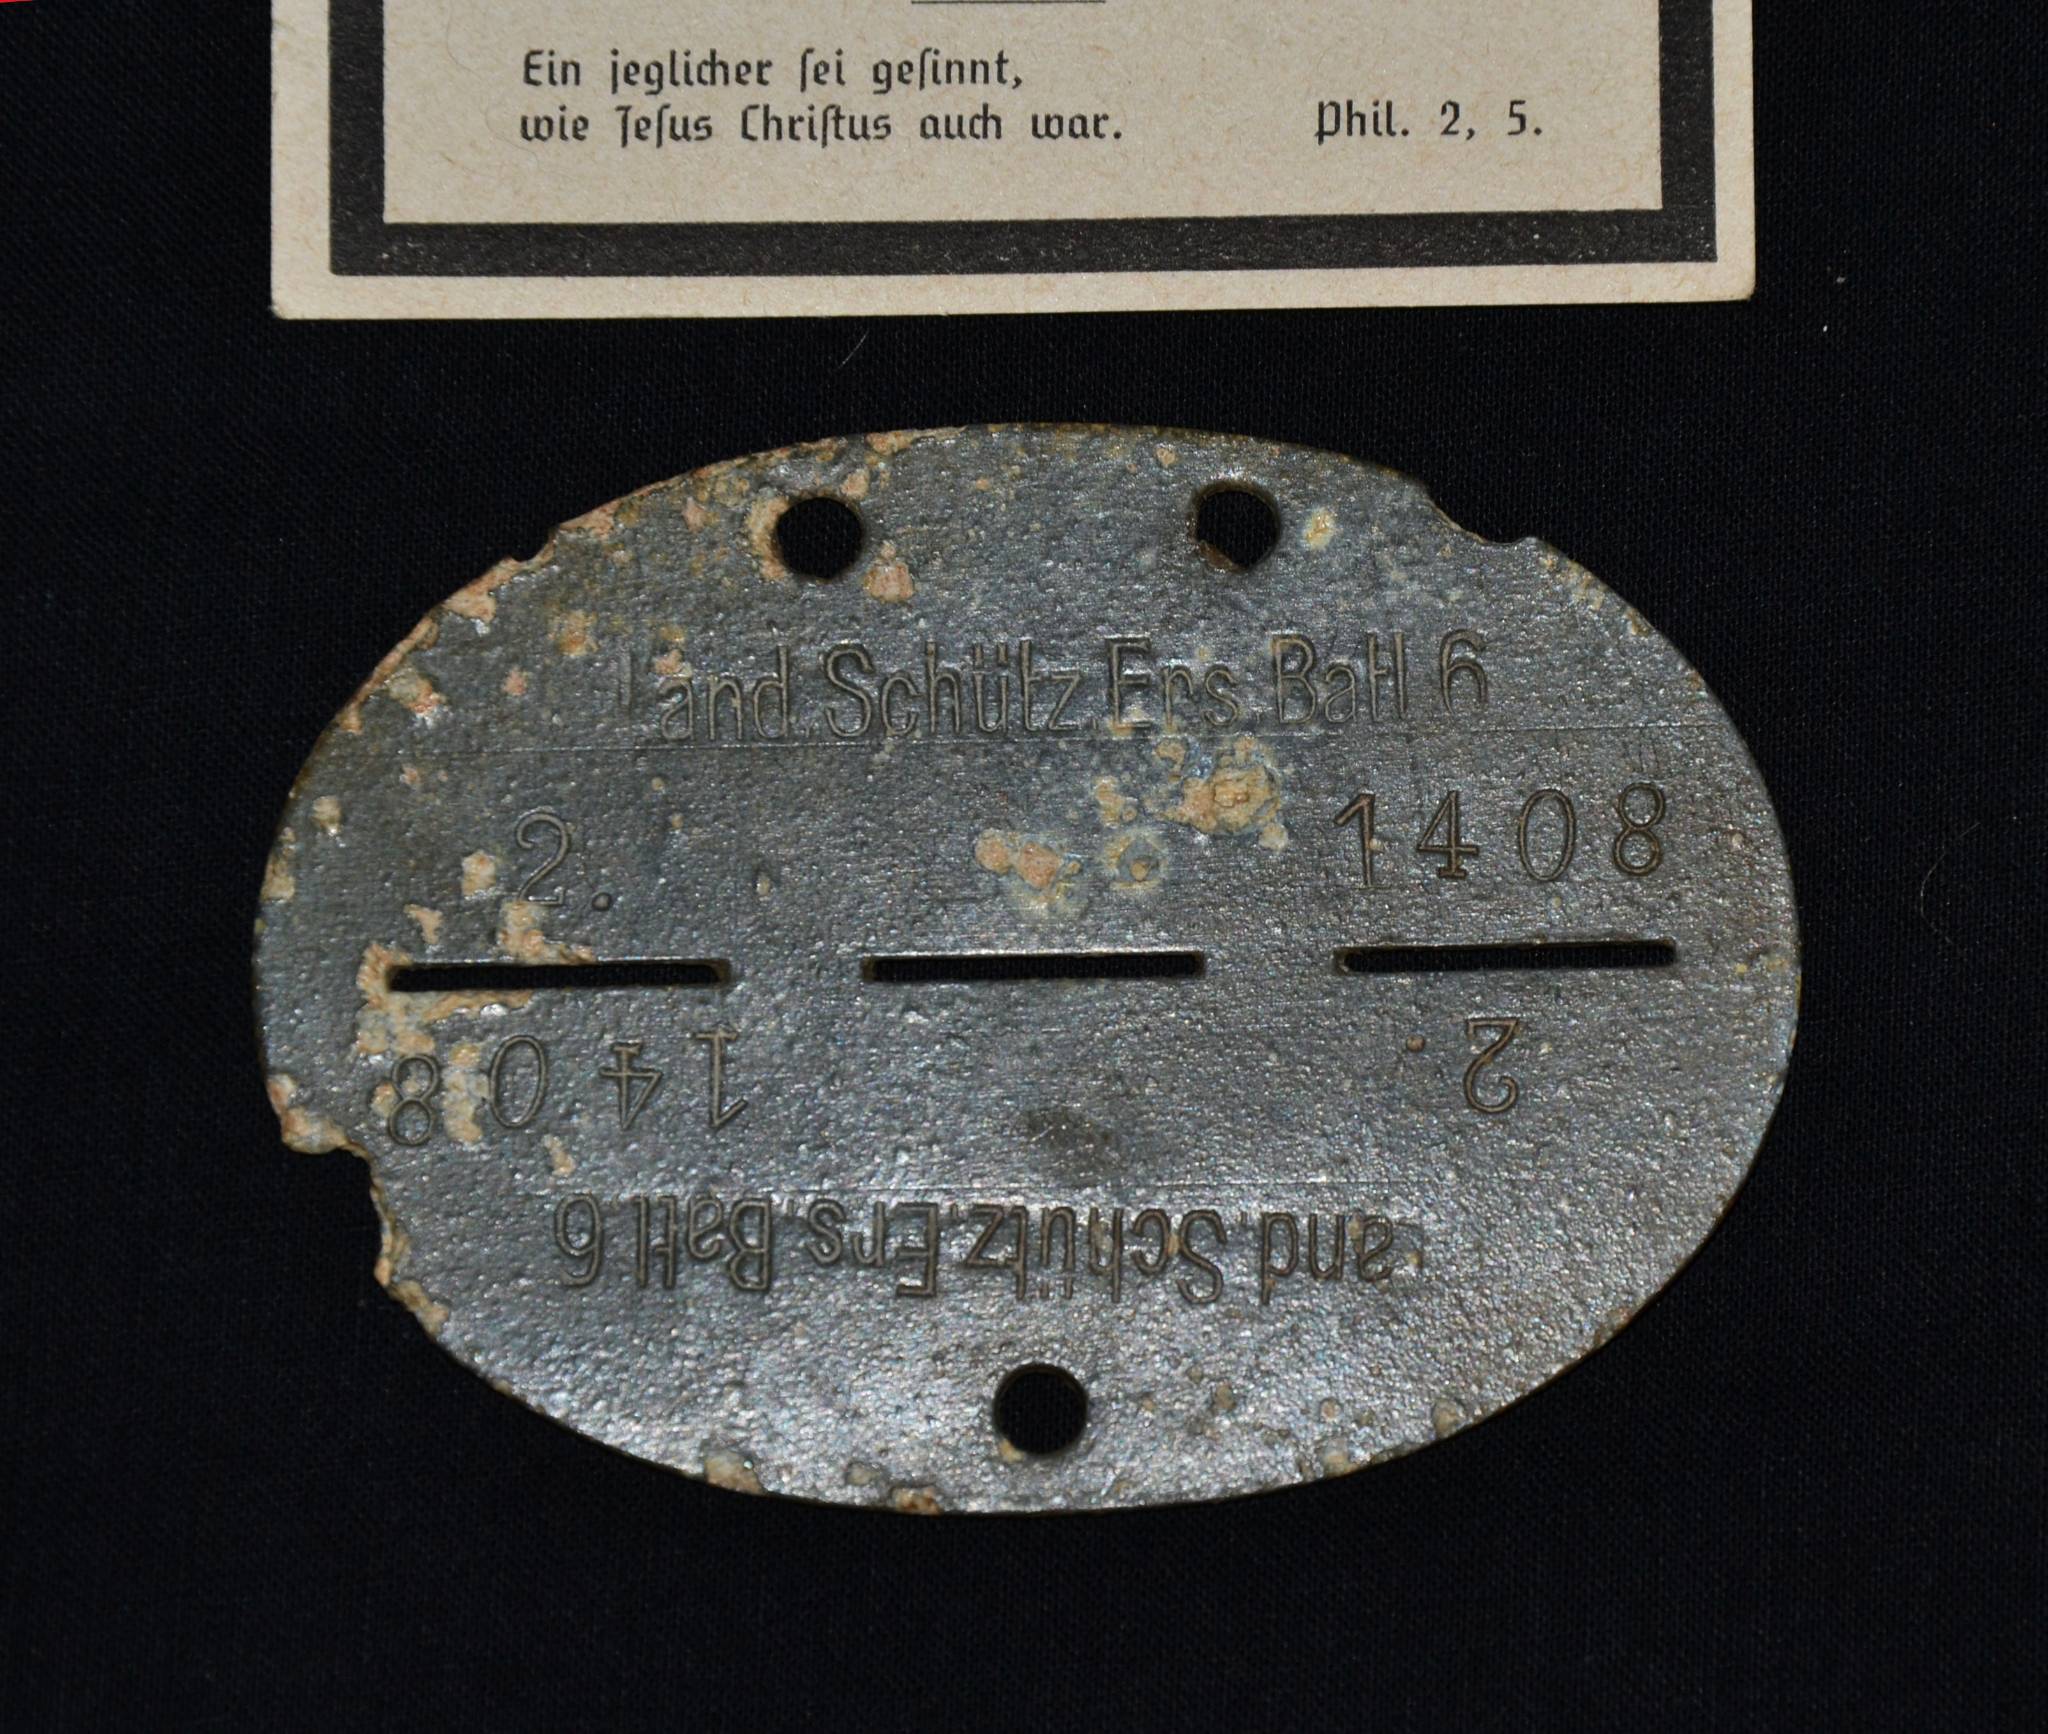 Ein jeglicher ſei geſinnt,
wie Jeſus Chriſtus auch war. Phil. 2, 5.
Land.Schütz.Ers.Batl.6
2. 1408
2. 1408
and.Schütz.Ers.Batl.6